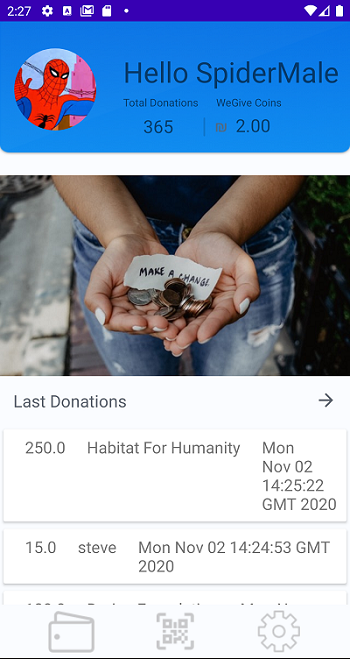 2:27
Hello SpiderMale
Total Donations WeGive Coins
365 ₪ 2.00
MAKE A CHANGE
Last Donations
250.0 Habitat For Humanity Mon
Nov 02
14:25:22
GMT 2020
15.0 steve Mon Nov 02 14:24:53 GMT
2020